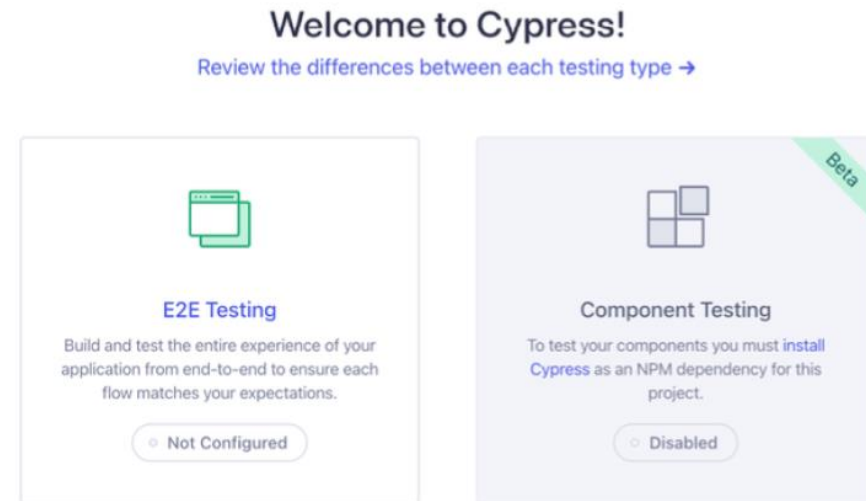 Welcome to Cypress!
Review the differences between each testing type →
Beta
E2E Testing
Build and test the entire experience of your
application from end-to-end to ensure each
flow matches your expectations.
Not Configured
Component Testing
To test your components you must install
Cypress as an NPM dependency for this
project.
Disabled